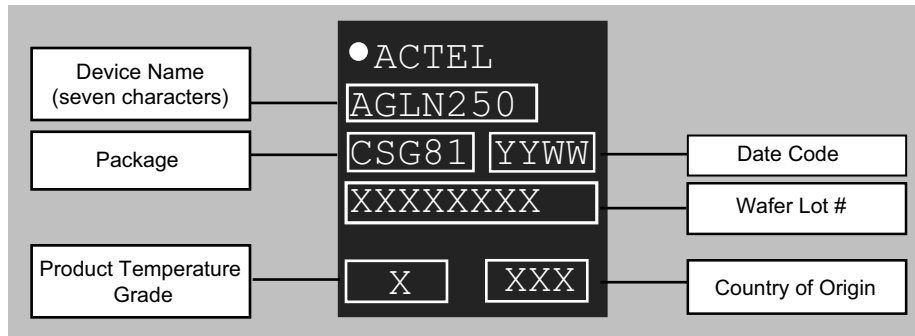 ACTEL
Device Name
(seven characters)
AGLN250
Package
CSG81
YYWW
Date Code
XXXXXXXX
Wafer Lot #
Product Temperature
Grade
X
XXX
Country of Origin